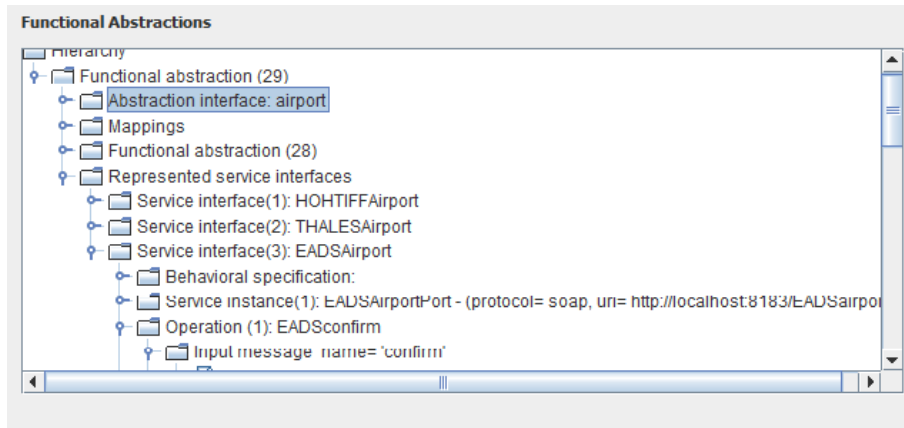 Functional Abstractions
Hierarchy
Functional abstraction (29)
Abstraction interface: airport
Mappings
Functional abstraction (28)
Represented service interfaces
Service interface(1): HOHTIFFAirport
Service interface(2): THALESAirport
Service interface(3): EADSAirport
Behavioral specification:
Service instance(1): EADSAirportPort - (protocol= soap, uri= http://localhost:8183/EADSairpor
Operation (1): EADSconfirm
Input message name= 'confirm'